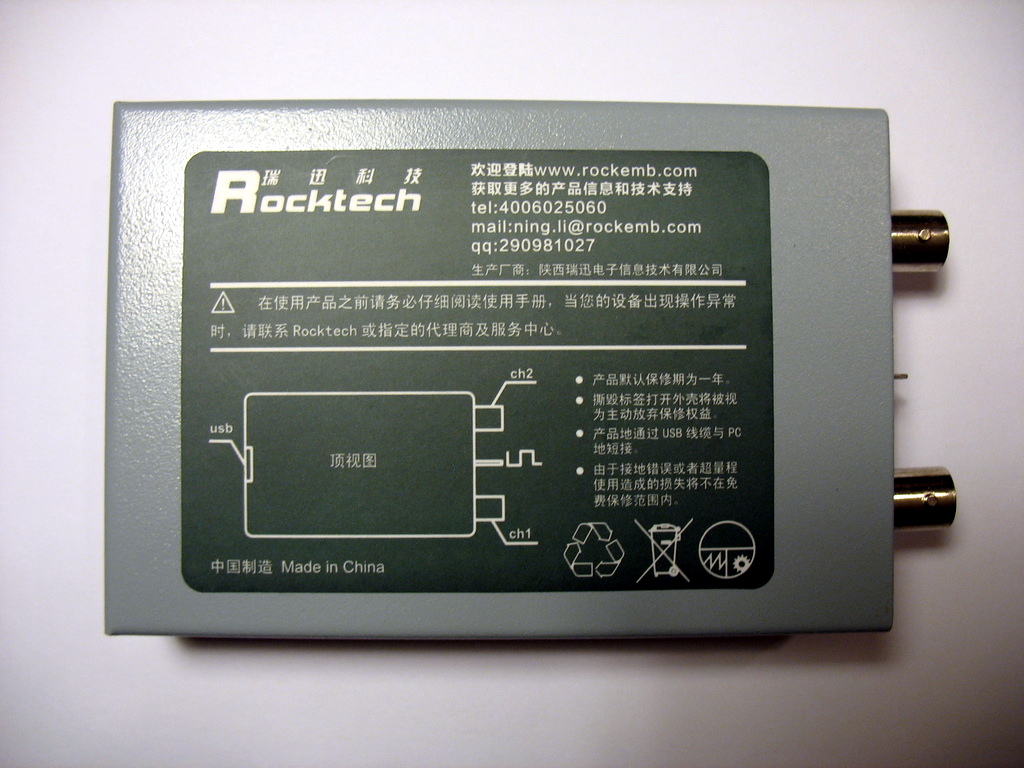 瑞迅科技
Rocktech
欢迎登陆www.rockemb.com
获取更多的产品信息和技术支持
tel:4006025060
mail:ning.li@rockemb.com
qq:290981027
生产厂商：陕西瑞迅电子信息技术有限公司
在使用产品之前请务必仔细阅读使用手册，当您的设备出现操作异常
时，请联系 Rocktech 或指定的代理商及服务中心。
ch2
usb
顶视图
ch1
● 产品默认保修期为一年。
● 撕毁标签打开外壳将被视
为主动放弃保修权益。
● 产品地通过 USB 线缆与 PC
地短接。
● 由于接地错误或者超量程
使用造成的损失将不在免
费保修范围内。
中国制造 Made in China